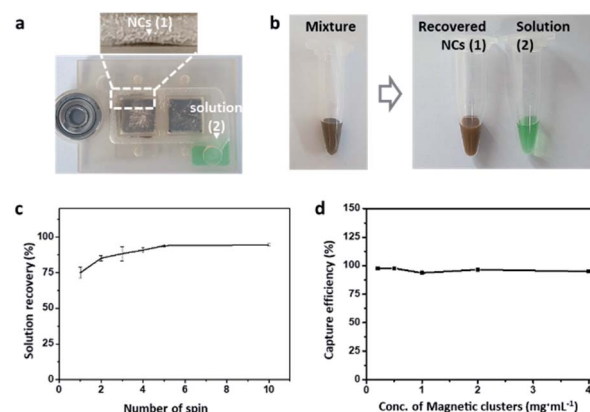 a
NCs (1)
solution
(2)
b
Mixture
Recovered
NCs (1)
Solution
(2)
c
Solution recovery (%)
100
75
50
25
0
0 2 4 6 8 10
Number of spin
d
Capture efficiency (%)
150
125
100
75
50
25
0
0 1 2 3 4
Conc. of Magnetic clusters (mg·mL⁻¹)